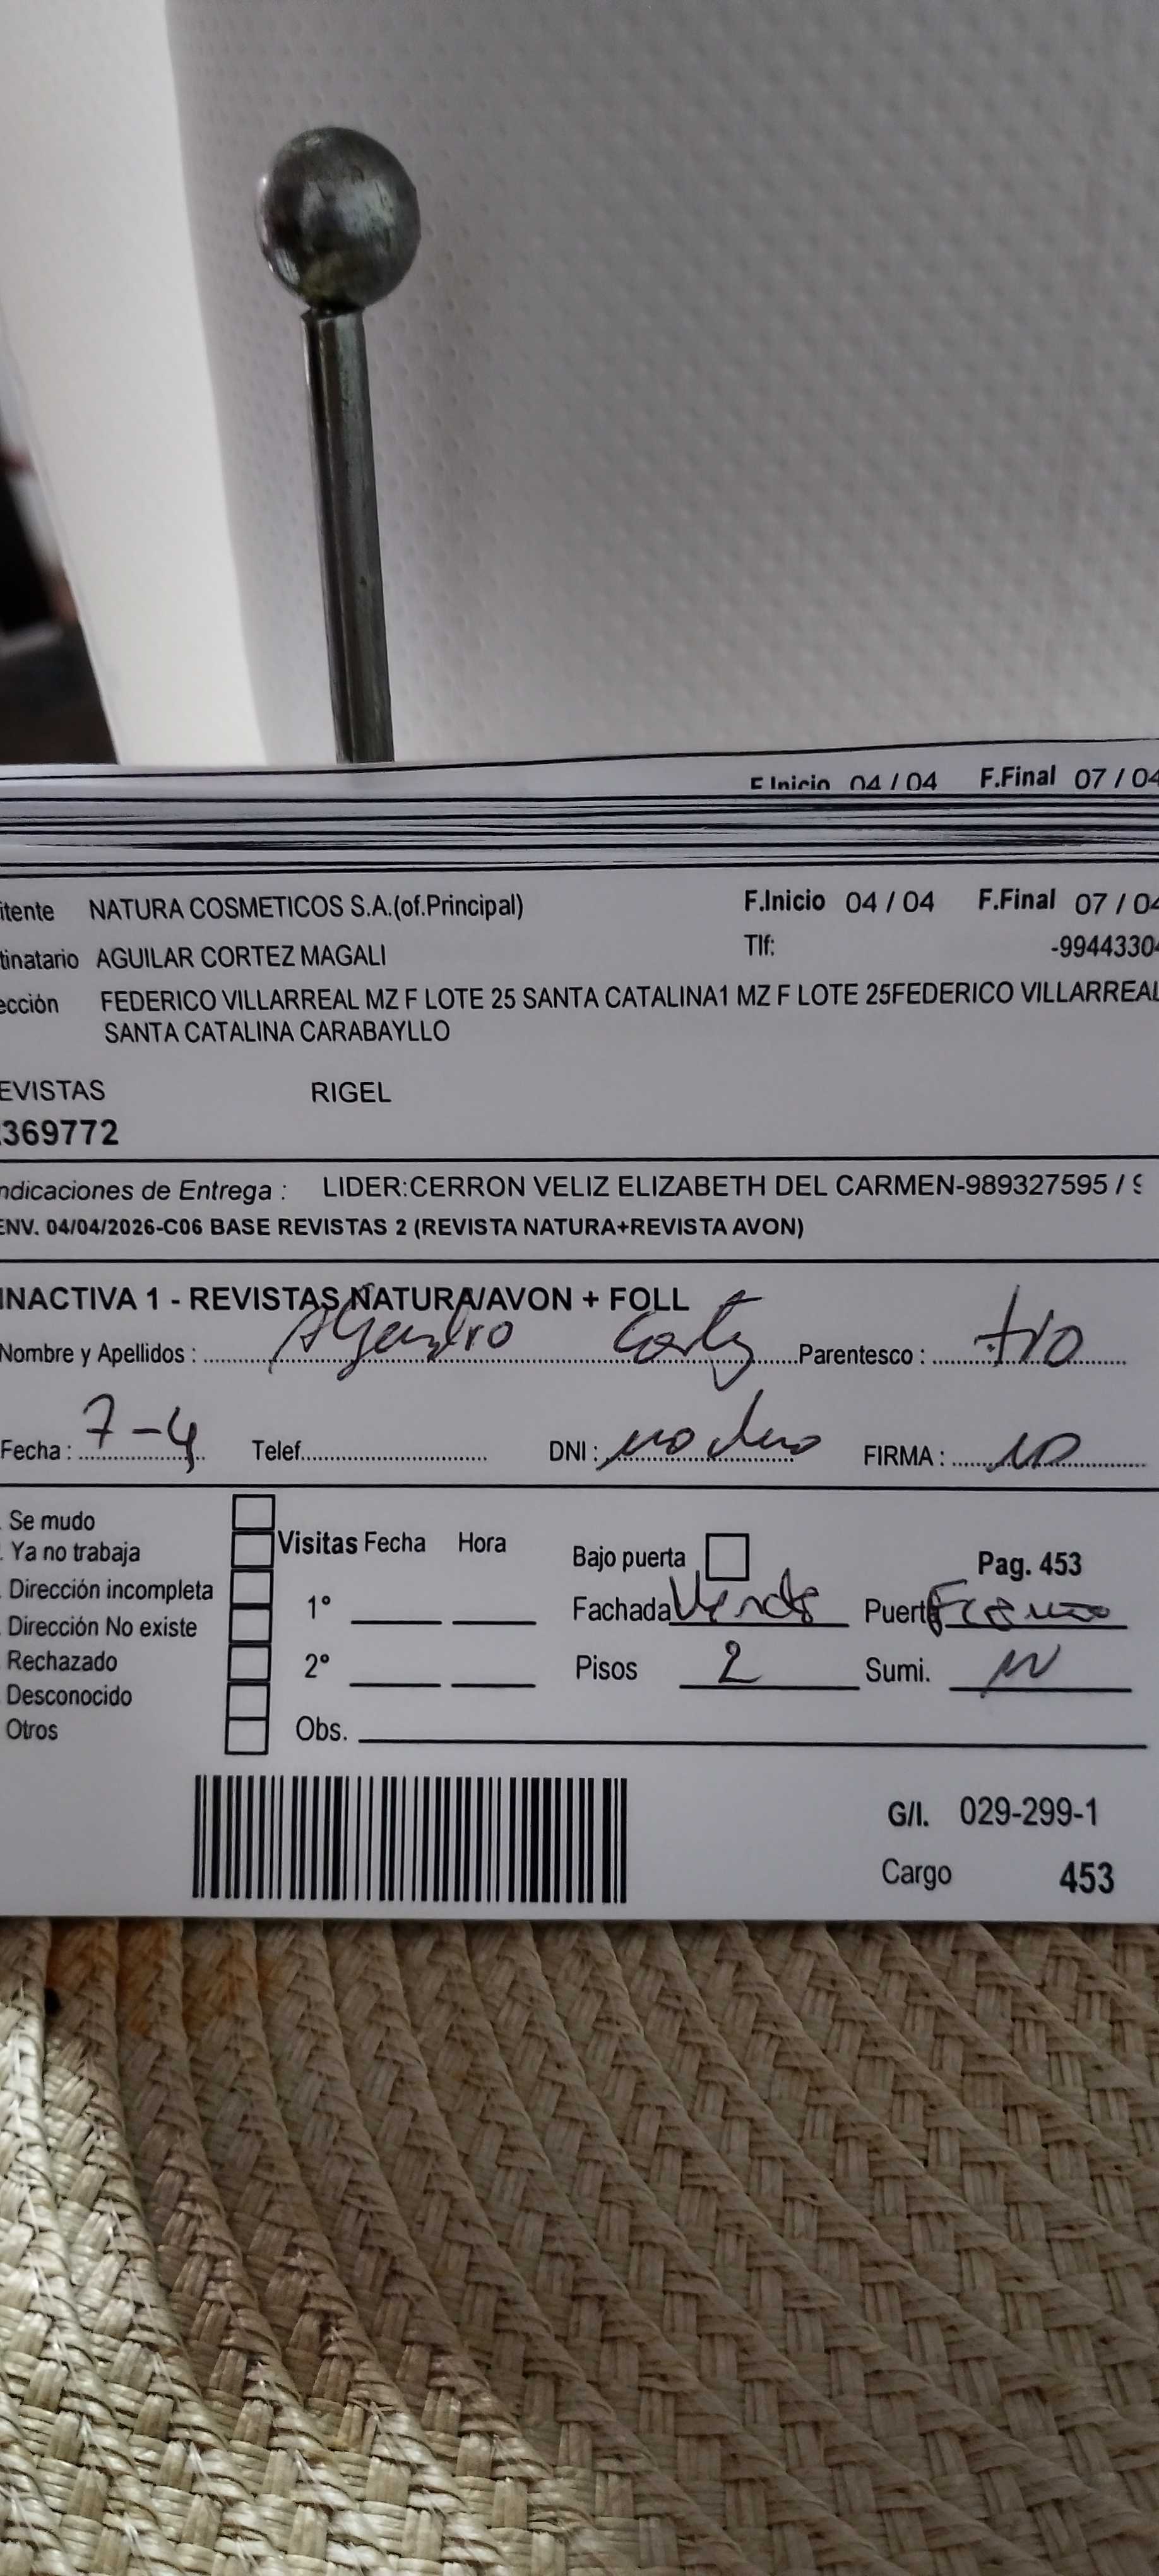 F.Inicio 04 / 04 F.Final 07 / 04
itente NATURA COSMETICOS S.A.(of.Principal) F.Inicio 04 / 04 F.Final 07 / 04
tinatario AGUILAR CORTEZ MAGALI Tlf: -99443304
ección FEDERICO VILLARREAL MZ F LOTE 25 SANTA CATALINA1 MZ F LOTE 25FEDERICO VILLARREAL
SANTA CATALINA CARABAYLLO
EVISTAS RIGEL
369772
ndicaciones de Entrega : LIDER:CERRON VELIZ ELIZABETH DEL CARMEN-989327595 / 9
ENV. 04/04/2026-C06 BASE REVISTAS 2 (REVISTA NATURA+REVISTA AVON)
INACTIVA 1 - REVISTAS NATURA/AVON + FOLL
Nombre y Apellidos : Parentesco : tio
Fecha : 7-4 Telef. DNI : FIRMA :
Se mudo
Ya no trabaja Visitas Fecha Hora Bajo puerta Pag. 453
Dirección incompleta 1° Fachada Verde Puert
Dirección No existe
Rechazado 2° Pisos 2 Sumi.
Desconocido
Otros Obs.
G/I. 029-299-1
Cargo 453